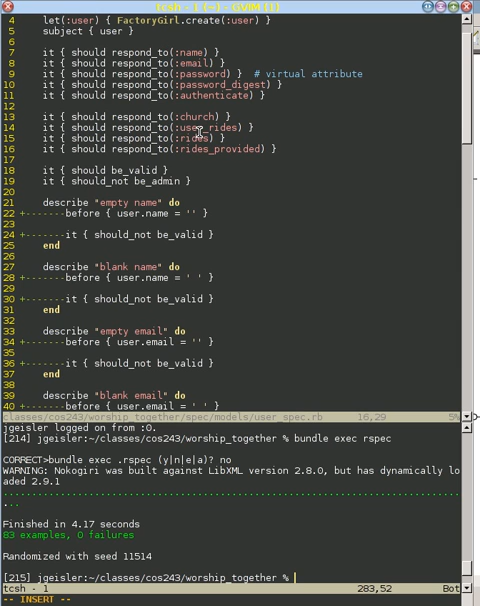 tcsh - 1 (~) - GVIM (1)
4 let(:user) { FactoryGirl.create(:user) }
5 subject { user }
6
7 it { should respond_to(:name) }
8 it { should respond_to(:email) }
9 it { should respond_to(:password) } # virtual attribute
10 it { should respond_to(:password_digest) }
11 it { should respond_to(:authenticate) }
12
13 it { should respond_to(:church) }
14 it { should respond_to(:user_rides) }
15 it { should respond_to(:rides) }
16 it { should respond_to(:rides_provided) }
17
18 it { should be_valid }
19 it { should_not be_admin }
20
21 describe "empty name" do
22 +-------before { user.name = '' }
23
24 +-------it { should_not be_valid }
25 end
26
27 describe "blank name" do
28 +-------before { user.name = ' ' }
29
30 +-------it { should_not be_valid }
31 end
32
33 describe "empty email" do
34 +-------before { user.email = '' }
35
36 +-------it { should_not be_valid }
37 end
38
39 describe "blank email" do
40 +-------before { user.email = ' ' }
classes/cos243/worship_together/spec/models/user_spec.rb 16,29 5%
jgeisler logged on from :0.
[214] jgeisler:~/classes/cos243/worship_together % bundle exec rspec
CORRECT>bundle exec .rspec (y|n|e|a)? no
WARNING: Nokogiri was built against LibXML version 2.8.0, but has dynamically lo
aded 2.9.1
................................................................................
...
Finished in 4.17 seconds
83 examples, 0 failures
Randomized with seed 11514
[215] jgeisler:~/classes/cos243/worship_together %
tcsh - 1 283,52 Bot
-- INSERT --